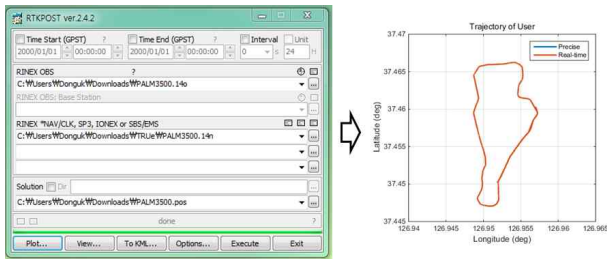 RTKPOST ver.2.4.2
Time Start (GPST) ? Time End (GPST) ? Interval Unit
2000/01/01 00:00:00 2000/01/01 00:00:00 0 s 24 H
RINEX OBS ?
C:₩Users₩Donguk₩Downloads₩PALM3500.14o
RINEX OBS: Base Station
RINEX *NAV/CLK, SP3, IONEX or SBS/EMS
C:₩Users₩Donguk₩Downloads₩TRUe₩PALM3500.14n
Solution Dir
C:₩Users₩Donguk₩Downloads₩PALM3500.pos
done ?
Plot... View... To KML... Options... Execute Exit
Trajectory of User
Precise
Real-time
Latitude (deg)
37.47
37.465
37.46
37.455
37.45
37.445
126.94 126.945 126.95 126.955 126.96 126.965
Longitude (deg)